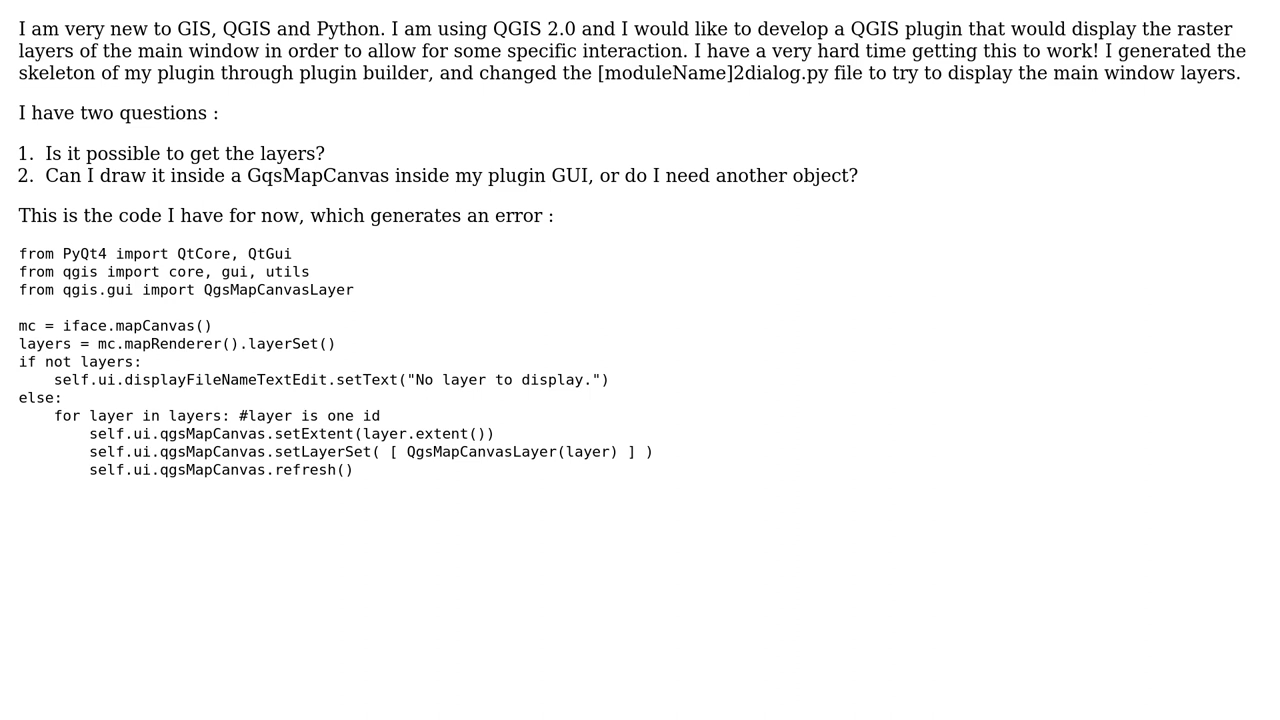 I am very new to GIS, QGIS and Python. I am using QGIS 2.0 and I would like to develop a QGIS plugin that would display the raster
layers of the main window in order to allow for some specific interaction. I have a very hard time getting this to work! I generated the
skeleton of my plugin through plugin builder, and changed the [moduleName]2dialog.py file to try to display the main window layers.
I have two questions :
1. Is it possible to get the layers?
2. Can I draw it inside a GqsMapCanvas inside my plugin GUI, or do I need another object?
This is the code I have for now, which generates an error :
from PyQt4 import QtCore, QtGui
from qgis import core, gui, utils
from qgis.gui import QgsMapCanvasLayer
mc = iface.mapCanvas()
layers = mc.mapRenderer().layerSet()
if not layers:
    self.ui.displayFileNameTextEdit.setText("No layer to display.")
else:
    for layer in layers: #layer is one id
        self.ui.qgsMapCanvas.setExtent(layer.extent())
        self.ui.qgsMapCanvas.setLayerSet( [ QgsMapCanvasLayer(layer) ] )
        self.ui.qgsMapCanvas.refresh()